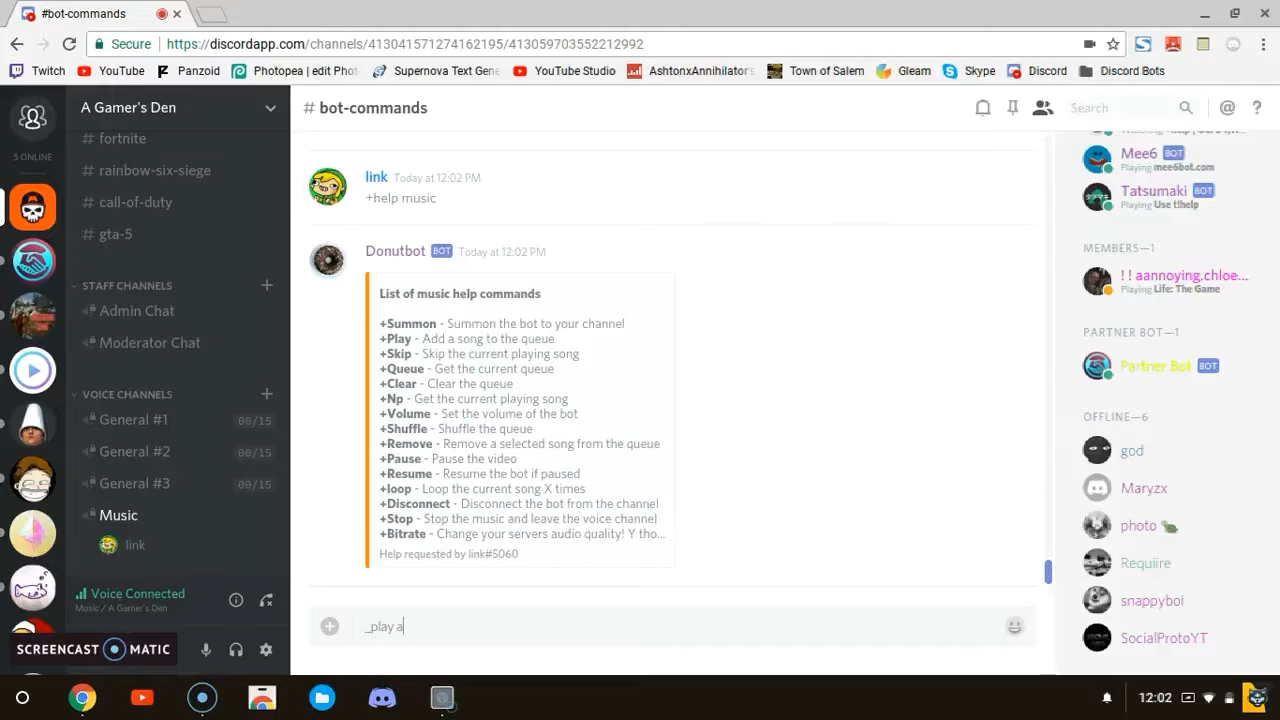 #bot-commands
Secure https://discordapp.com/channels/413041571274162195/413059703552212992
Twitch YouTube Panzoid Photopea | edit Phot Supernova Text Gene YouTube Studio AshtonxAnnihilator' Town of Salem Gleam Skype Discord Discord Bots
5 ONLINE
A Gamer's Den
# fortnite
# rainbow-six-siege
# call-of-duty
# gta-5
STAFF CHANNELS
Admin Chat
Moderator Chat
VOICE CHANNELS
General #1 00/15
General #2 00/15
General #3 00/15
Music
link
Voice Connected
Music / A Gamer's Den
SCREENCAST MATIC
# bot-commands
Search
link Today at 12:02 PM
+help music
Donutbot BOT Today at 12:02 PM
List of music help commands
+Summon - Summon the bot to your channel
+Play - Add a song to the queue
+Skip - Skip the current playing song
+Queue - Get the current queue
+Clear - Clear the queue
+Np - Get the current playing song
+Volume - Set the volume of the bot
+Shuffle - Shuffle the queue
+Remove - Remove a selected song from the queue
+Pause - Pause the video
+Resume - Resume the bot if paused
+loop - Loop the current song X times
+Disconnect - Disconnect the bot from the channel
+Stop - Stop the music and leave the voice channel
+Bitrate - Change your servers audio quality! Y tho...
Help requested by link#5060
_play a
Mee6 BOT
Playing mee6bot.com
Tatsumaki BOT
Playing Use t!help
MEMBERS—1
! ! aannoying.chloe...
Playing Life: The Game
PARTNER BOT—1
Partner Bot BOT
OFFLINE—6
god
Maryzx
photo
Requiire
snappyboi
SocialProtoYT
12:02